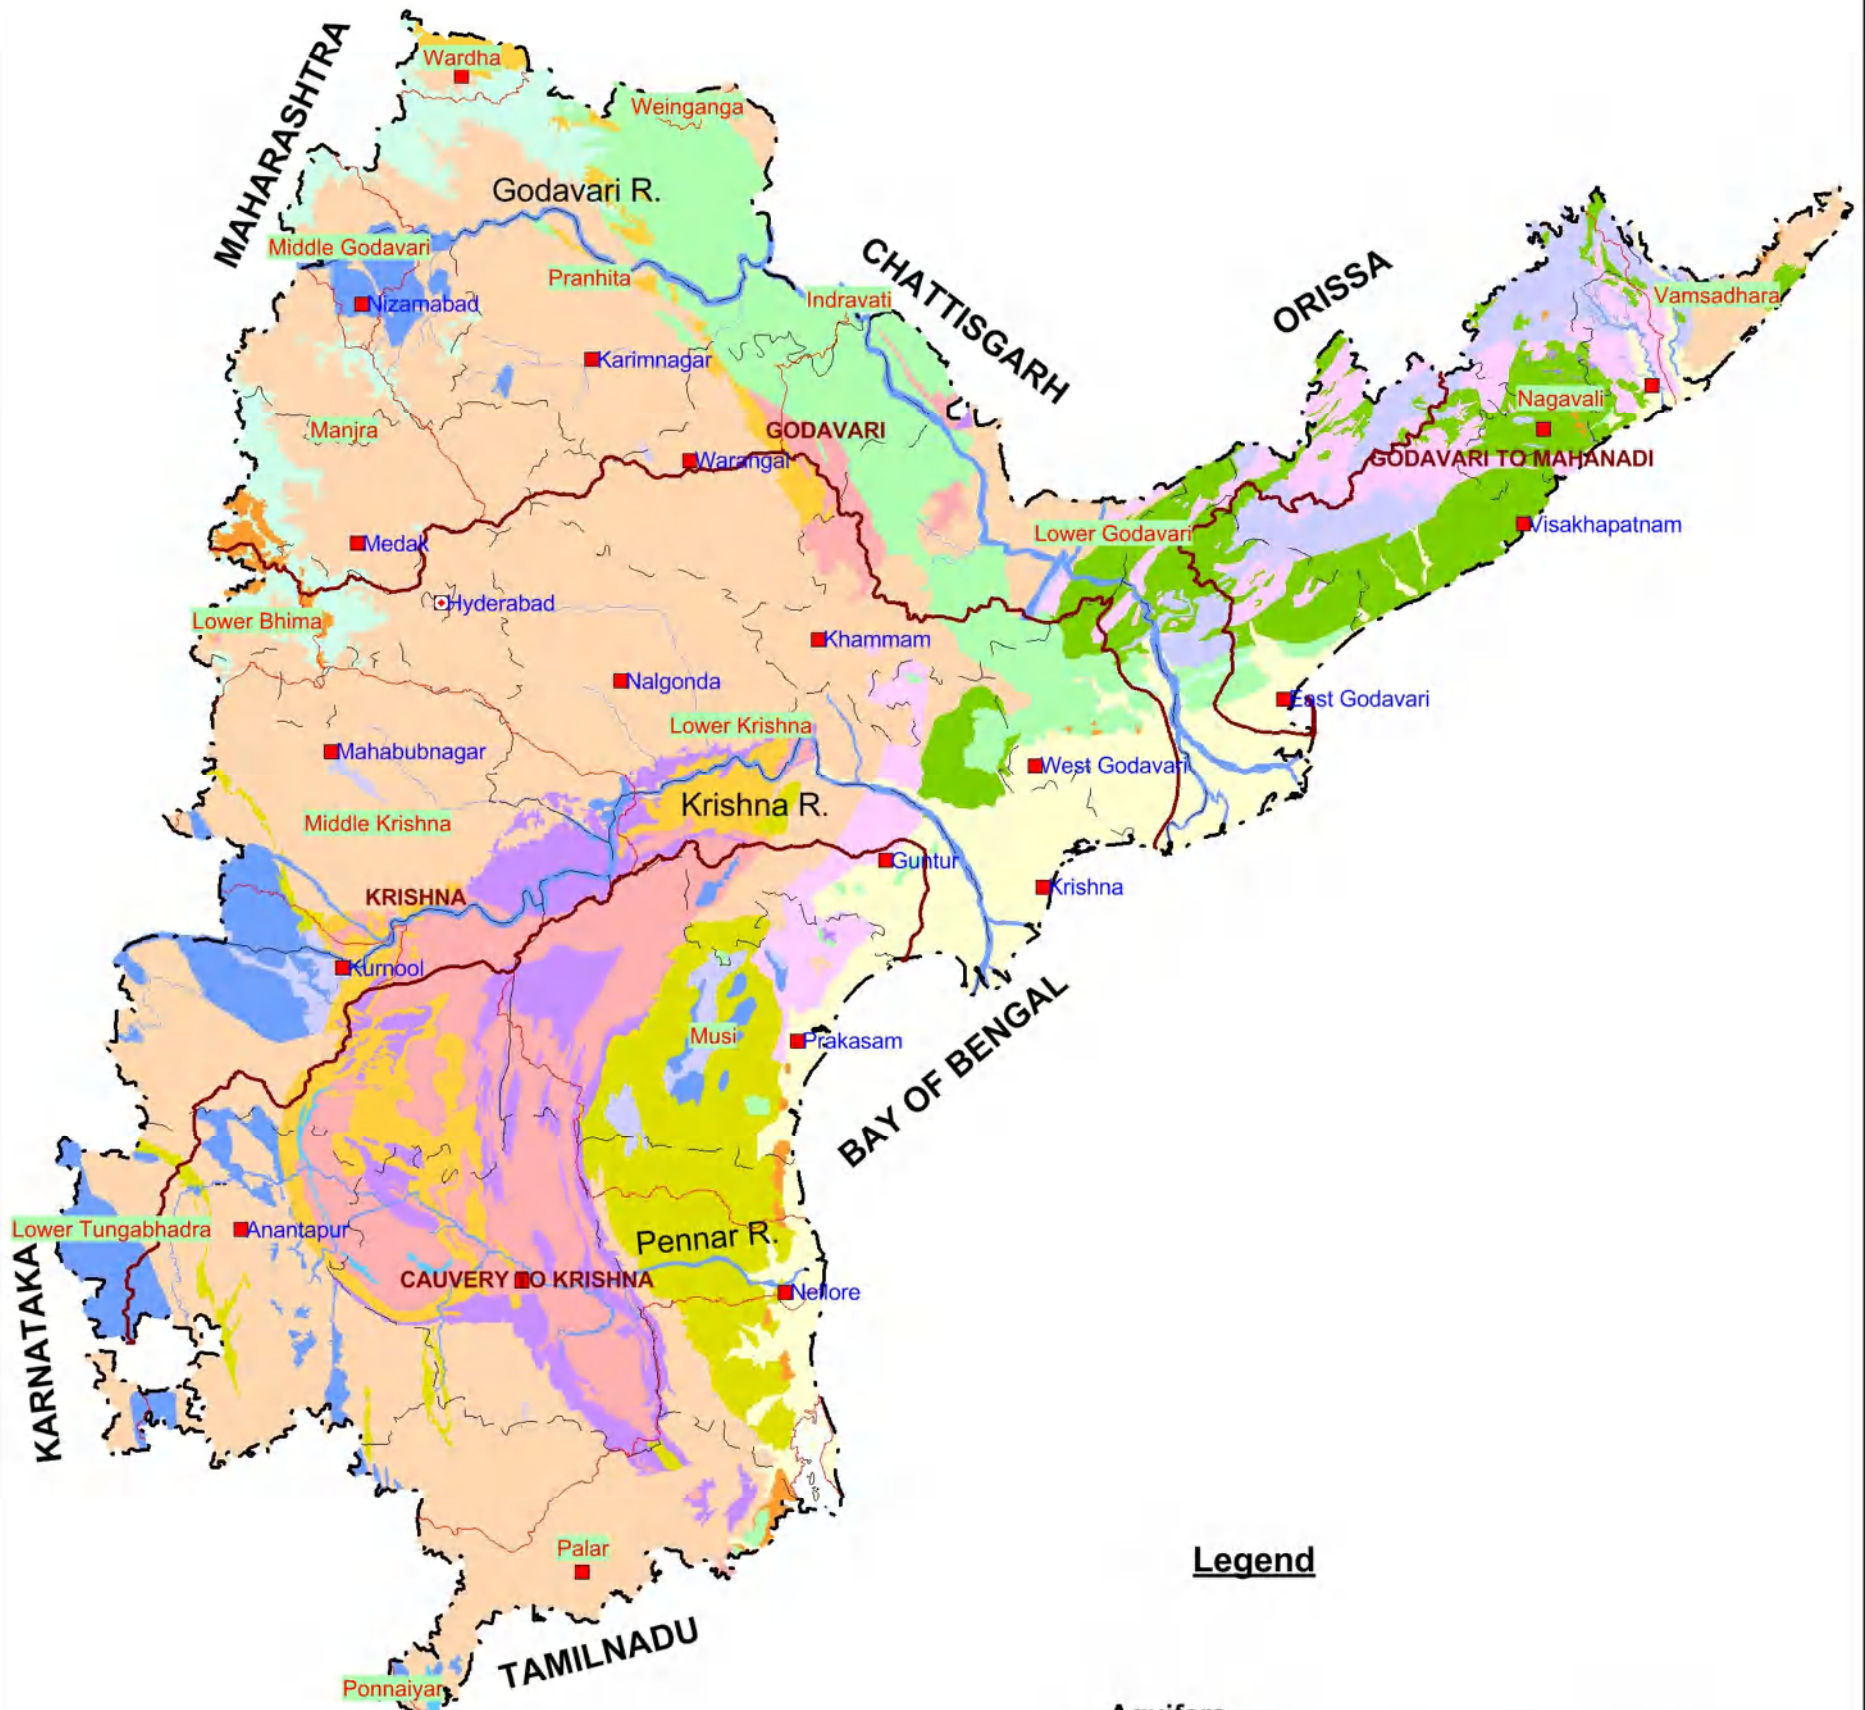 MAHARASHTRA
Wardha
Weinganga
Godavari R.
Middle Godavari
Pranhita
Indravati
CHATTISGARH
ORISSA
Vamsadhara
Nizamabad
Karimnagar
Nagavali
Manjra
GODAVARI
Warangal
GODAVARI TO MAHANADI
Visakhapatnam
Medak
Lower Godavari
Hyderabad
Lower Bhima
Khammam
Nalgonda
East Godavari
Lower Krishna
Mahabubnagar
West Godavari
Krishna R.
Middle Krishna
Guntur
Krishna
KRISHNA
Kurnool
Musi
Prakasam
BAY OF BENGAL
Lower Tungabhadra
Anantapur
Pennar R.
CAUVERY TO KRISHNA
Nellore
KARNATAKA
Palar
Legend
TAMILNADU
Ponnaiyar